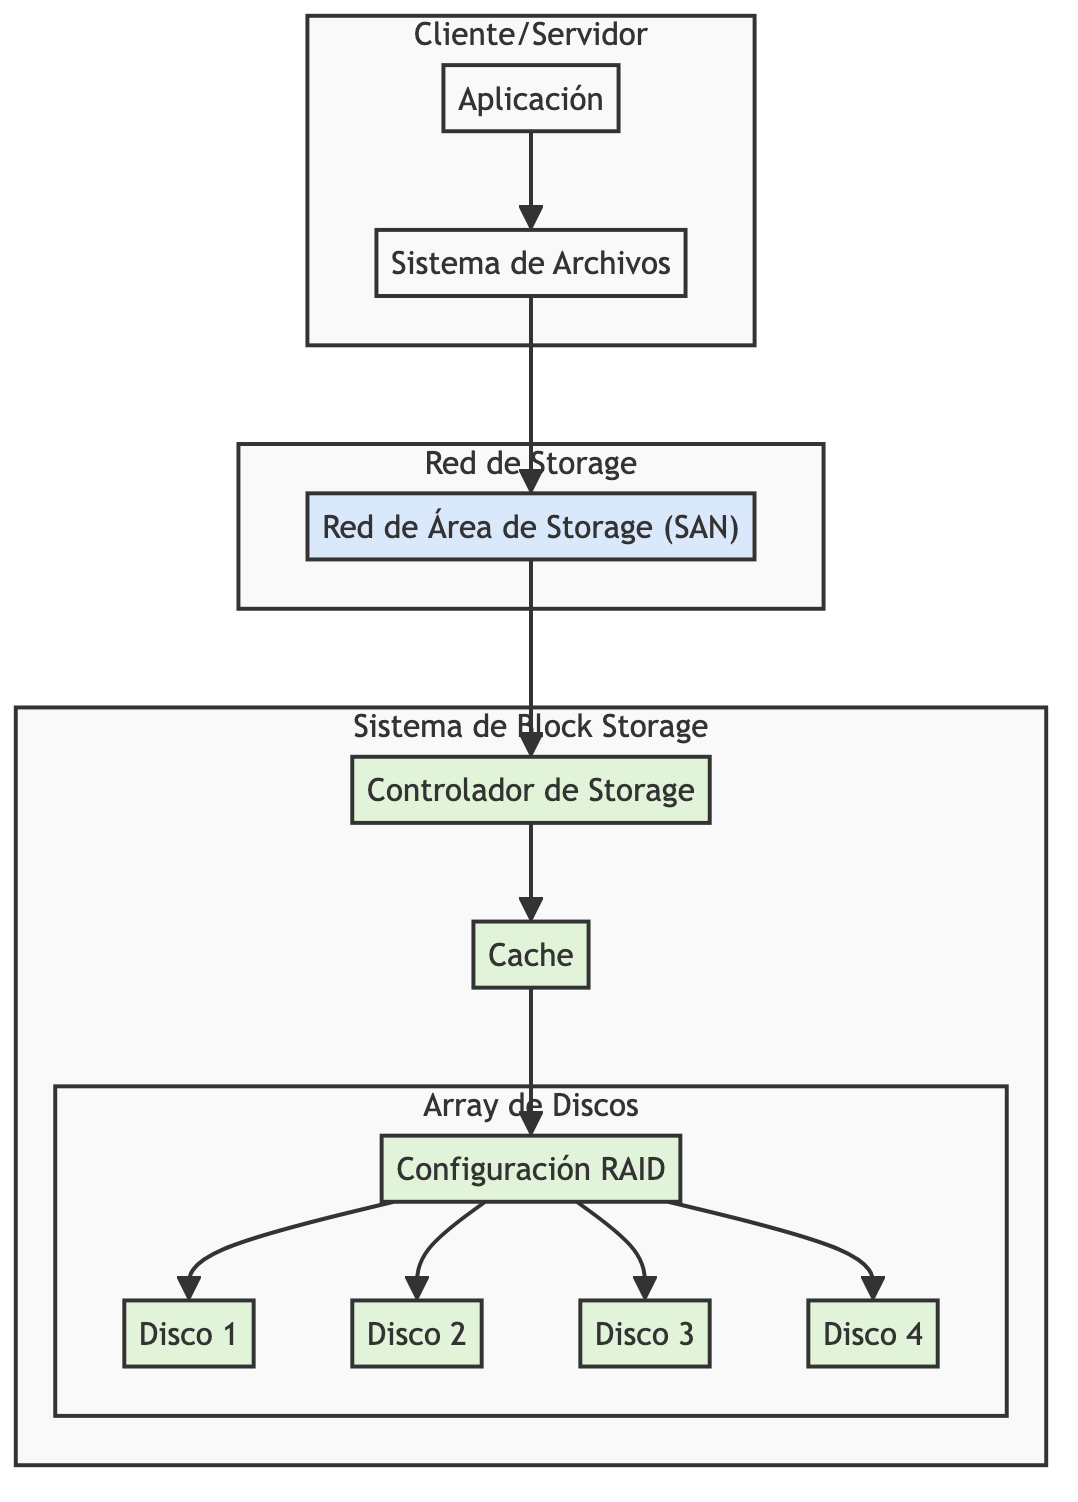 Cliente/Servidor
Aplicación
Sistema de Archivos
Red de Storage
Red de Área de Storage (SAN)
Sistema de Block Storage
Controlador de Storage
Cache
Array de Discos
Configuración RAID
Disco 1
Disco 2
Disco 3
Disco 4